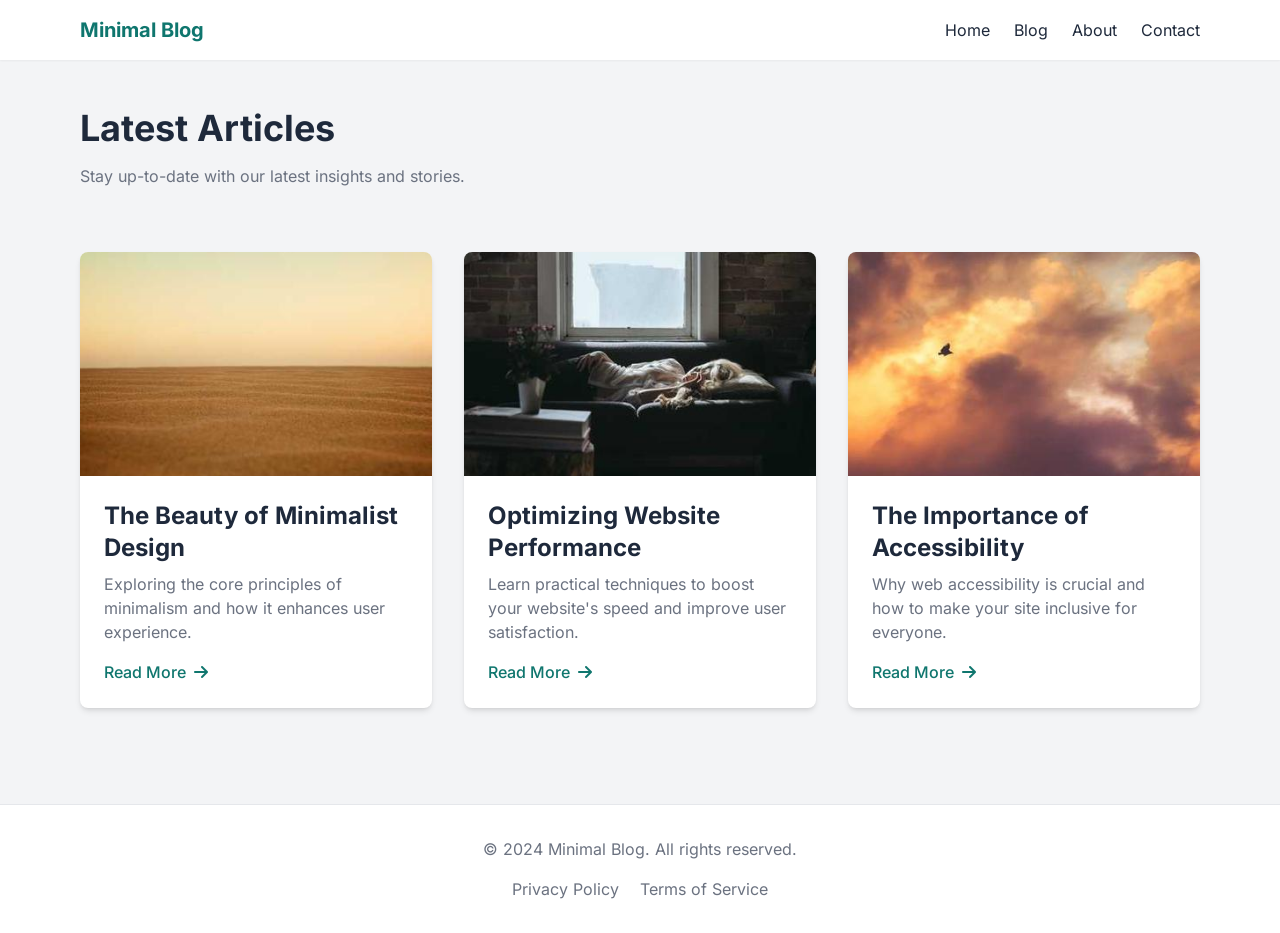 Minimal Blog
Home Blog About Contact
Latest Articles
Stay up-to-date with our latest insights and stories.
The Beauty of Minimalist
Design
Exploring the core principles of
minimalism and how it enhances user
experience.
Read More
Optimizing Website
Performance
Learn practical techniques to boost
your website's speed and improve user
satisfaction.
Read More
The Importance of
Accessibility
Why web accessibility is crucial and
how to make your site inclusive for
everyone.
Read More
© 2024 Minimal Blog. All rights reserved.
Privacy Policy Terms of Service